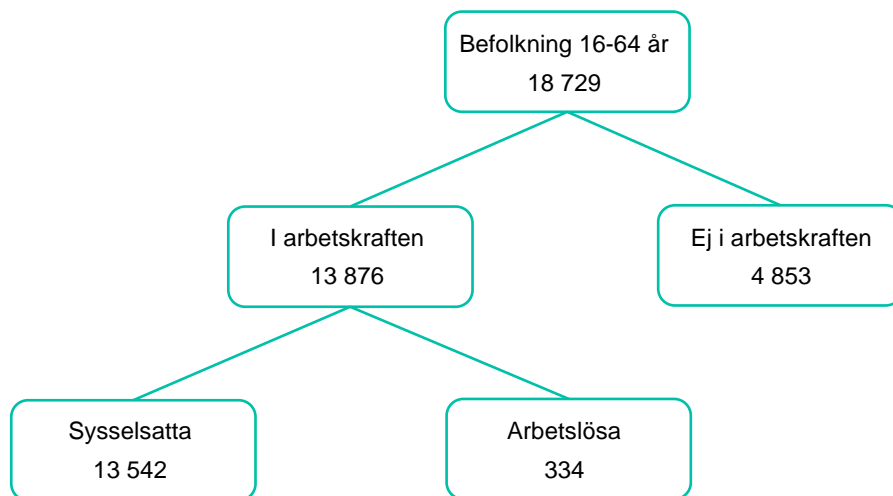 Befolkning 16-64 år
18 729
I arbetskraften
13 876
Ej i arbetskraften
4 853
Sysselsatta
13 542
Arbetslösa
334